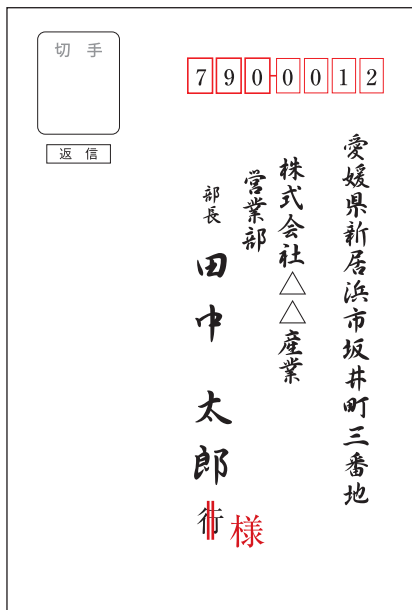 切手
返信
790-0012
愛媛県新居浜市坂井町三番地
株式会社△△産業
営業部
部長 田中 太郎 行 様